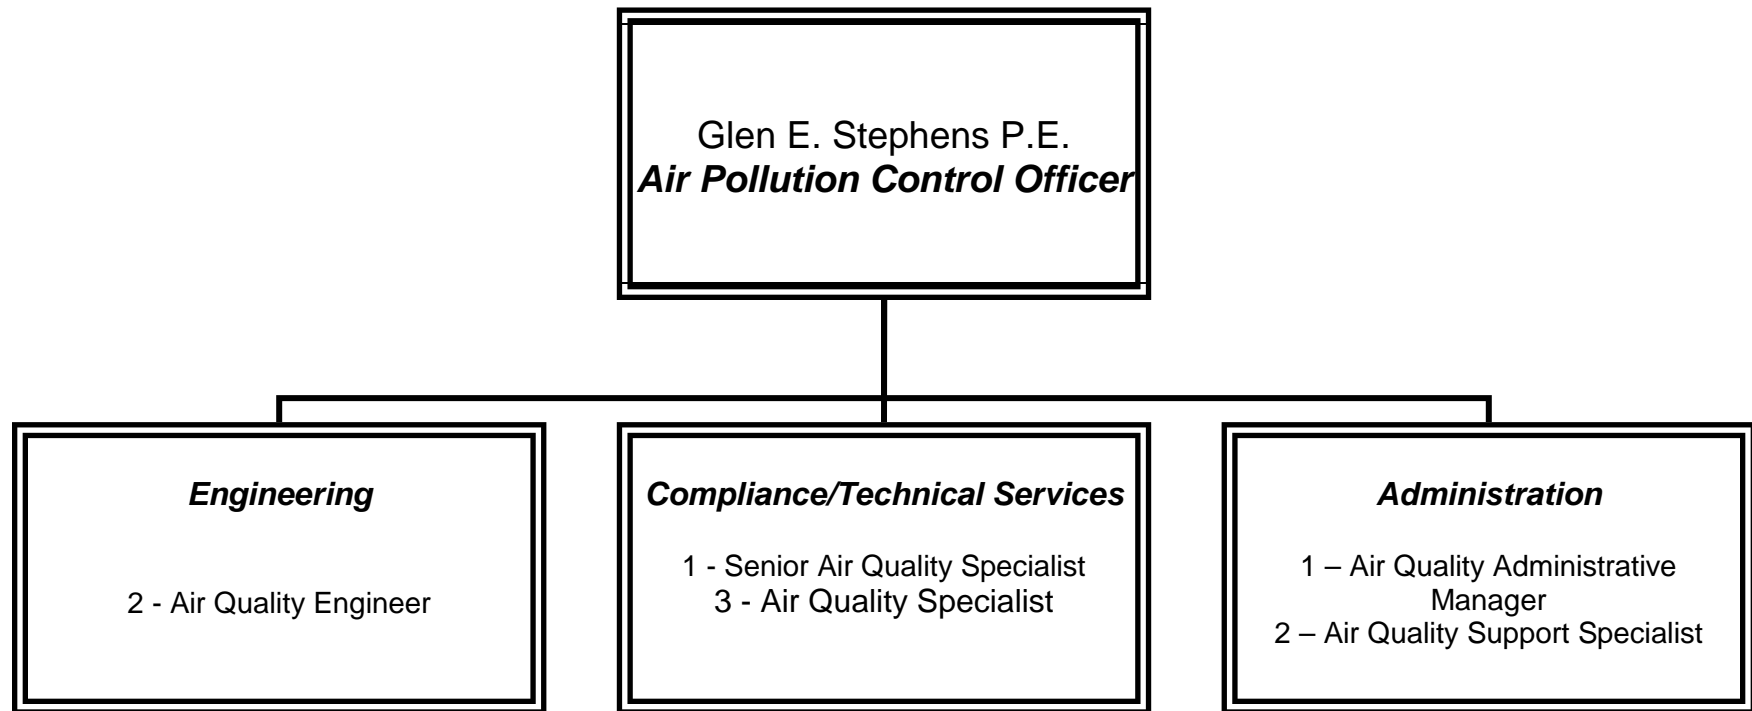 Glen E. Stephens P.E.
Air Pollution Control Officer
Engineering
2 - Air Quality Engineer
Compliance/Technical Services
1 - Senior Air Quality Specialist
3 - Air Quality Specialist
Administration
1 – Air Quality Administrative
Manager
2 – Air Quality Support Specialist